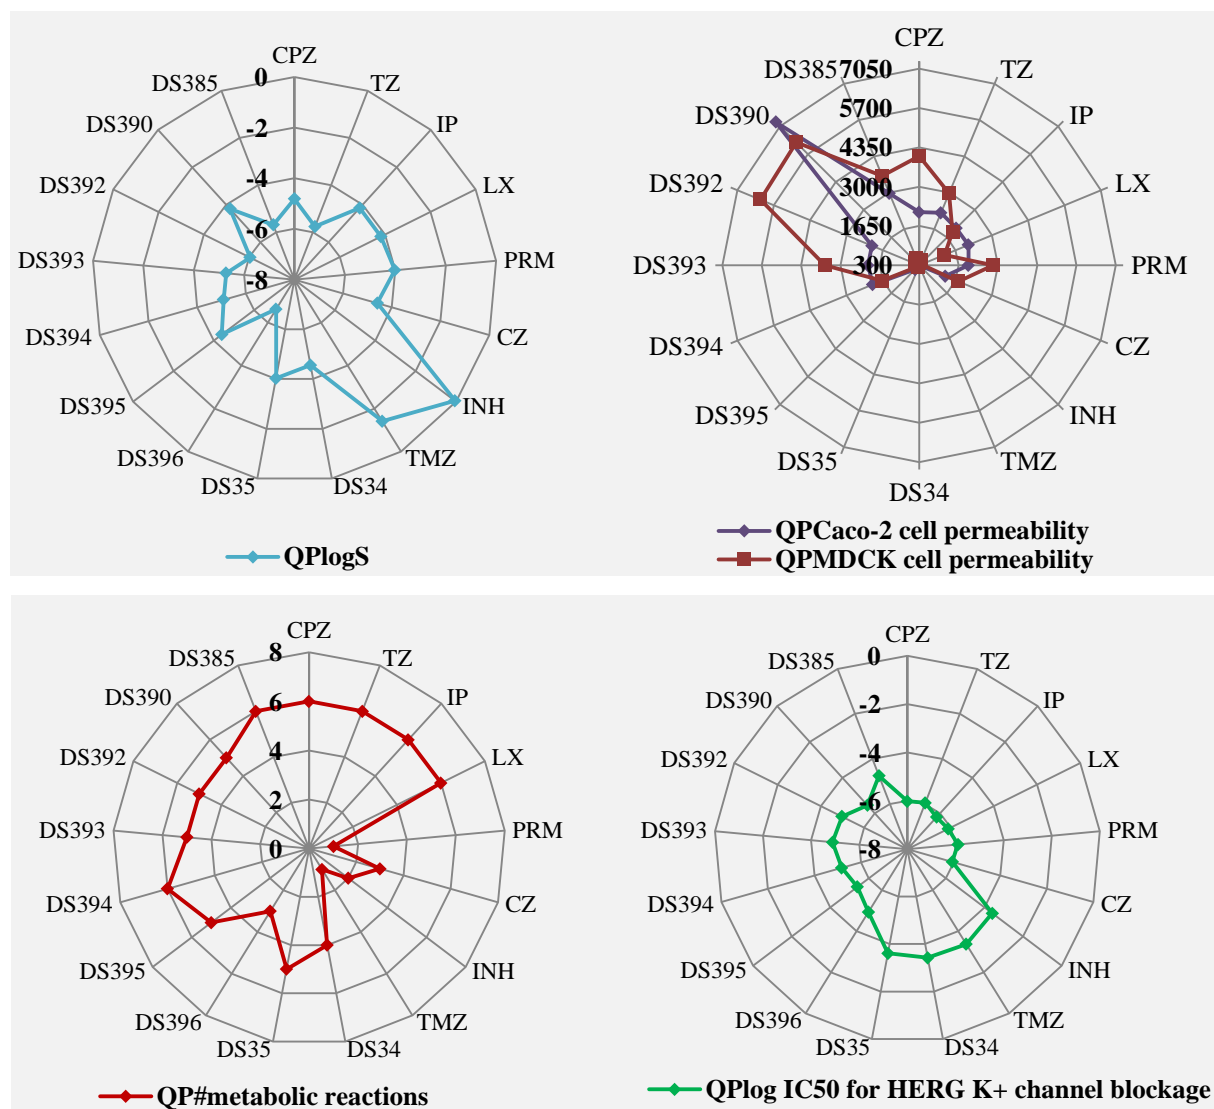 CPZ
TZ
IP
LX
PRM
CZ
INH
TMZ
DS34
DS35
DS396
DS395
DS394
DS393
DS392
DS390
DS385
0
-2
-4
-6
-8
QPlogS
CPZ
TZ
IP
LX
PRM
CZ
INH
TMZ
DS34
DS35
DS395
DS394
DS393
DS392
DS390
DS385
7050
5700
4350
3000
1650
300
QPCaco-2 cell permeability
QPMDCK cell permeability
CPZ
TZ
IP
LX
PRM
CZ
INH
TMZ
DS34
DS35
DS396
DS395
DS394
DS393
DS392
DS390
DS385
8
6
4
2
0
QP#metabolic reactions
CPZ
TZ
IP
LX
PRM
CZ
INH
TMZ
DS34
DS35
DS396
DS395
DS394
DS393
DS392
DS390
DS385
0
-2
-4
-6
-8
QPlog IC50 for HERG K+ channel blockage